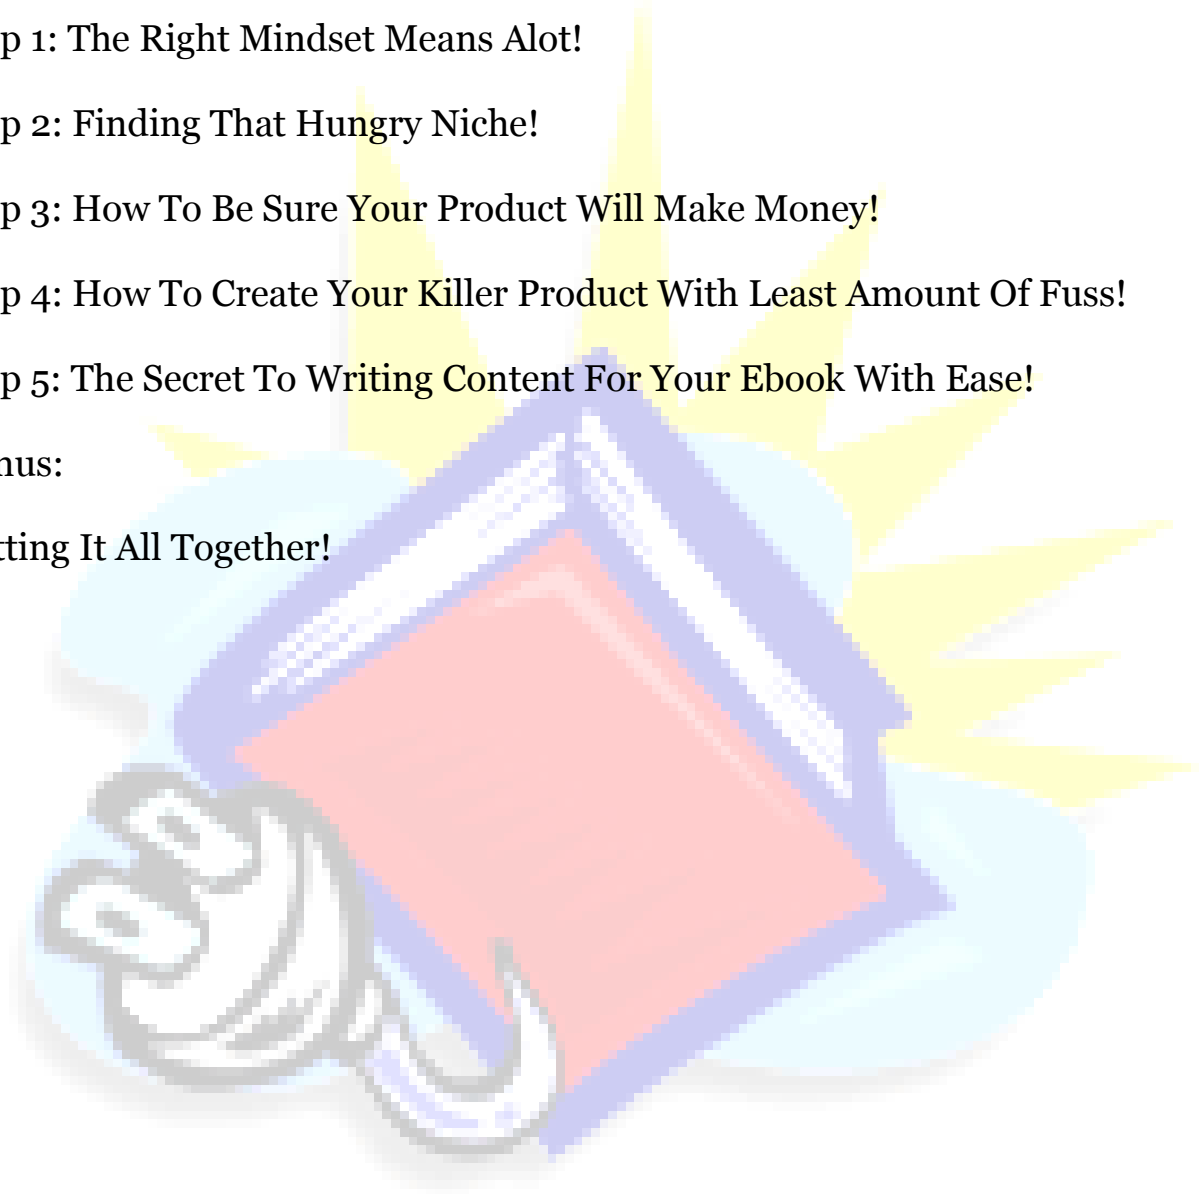 p 1: The Right Mindset Means Alot!
p 2: Finding That Hungry Niche!
p 3: How To Be Sure Your Product Will Make Money!
p 4: How To Create Your Killer Product With Least Amount Of Fuss!
p 5: The Secret To Writing Content For Your Ebook With Ease!
nus:
tting It All Together!